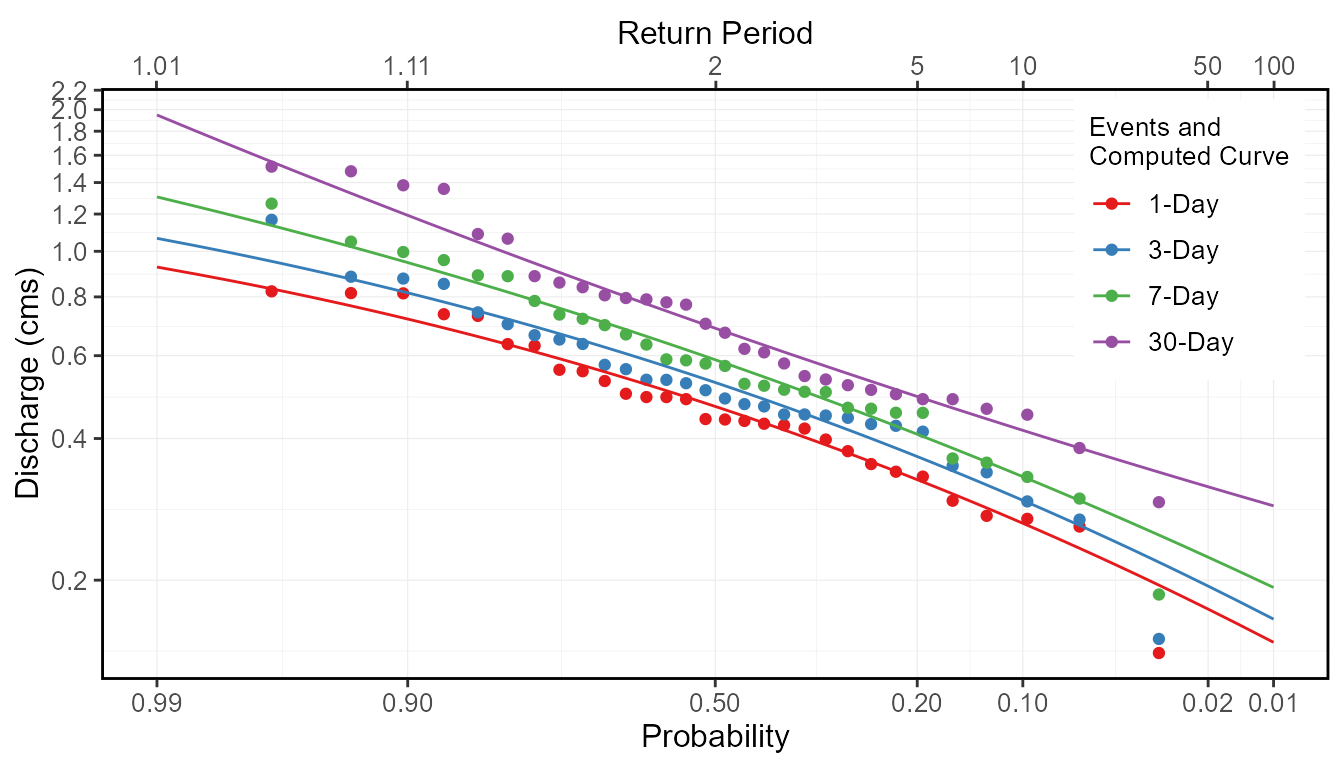 Return Period
1.01 1.11 2 5 10 50 100
2.2
2.0
1.8
1.6
1.4
1.2
1.0
0.8
0.6
0.4
0.2
Discharge (cms)
Events and
Computed Curve
1-Day
3-Day
7-Day
30-Day
0.99 0.90 0.50 0.20 0.10 0.02 0.01
Probability